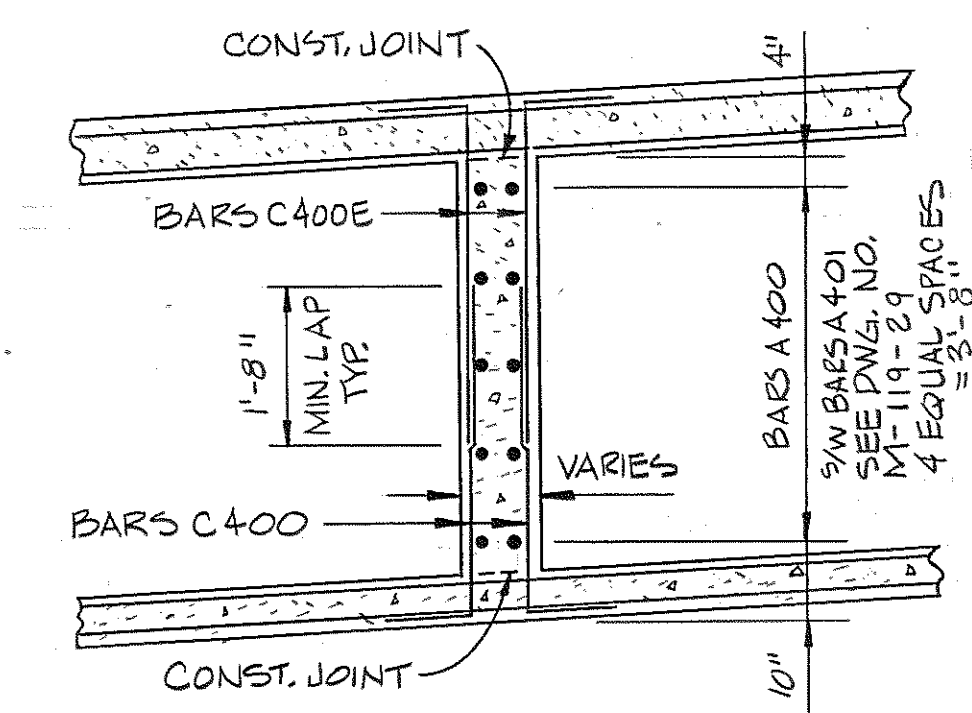 CONST. JOINT
4"
BARS C400E
1'-8"
MIN. LAP
TYP.
BARS A400
S/W BARS A401
SEE DWG. NO.
M-119-29
4 EQUAL SPACES
=3'-8"
VARIES
BARS C400
CONST. JOINT
10"